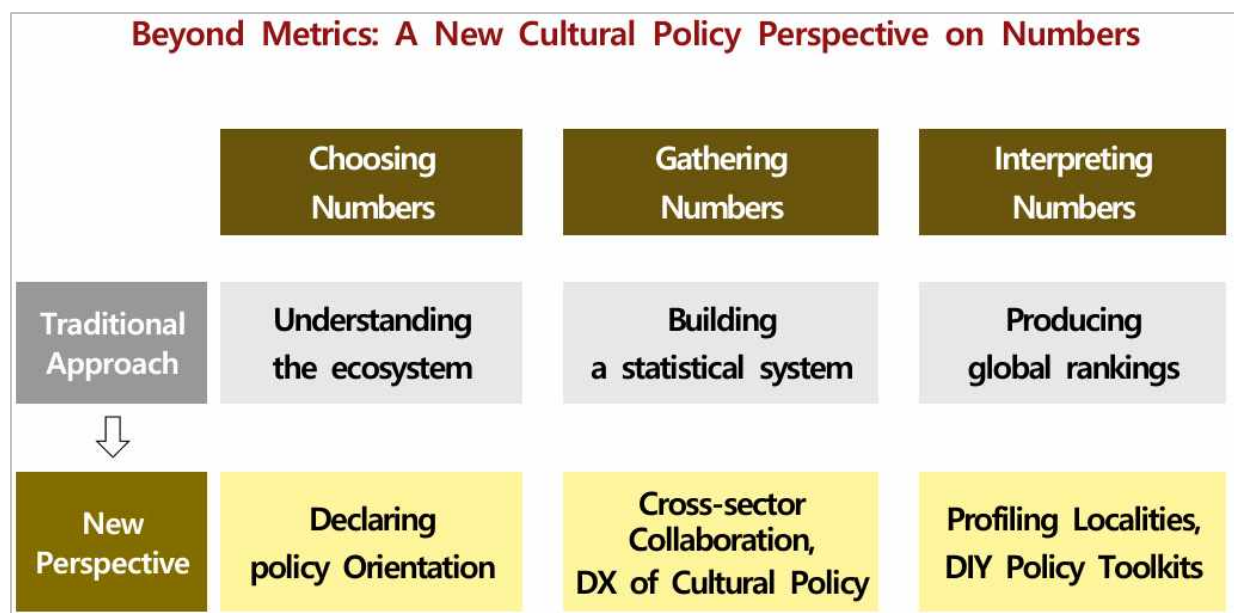 Beyond Metrics: A New Cultural Policy Perspective on Numbers
Choosing
Numbers
Gathering
Numbers
Interpreting
Numbers
Traditional
Approach
Understanding
the ecosystem
Building
a statistical system
Producing
global rankings
New
Perspective
Declaring
policy Orientation
Cross-sector
Collaboration,
DX of Cultural Policy
Profiling Localities,
DIY Policy Toolkits